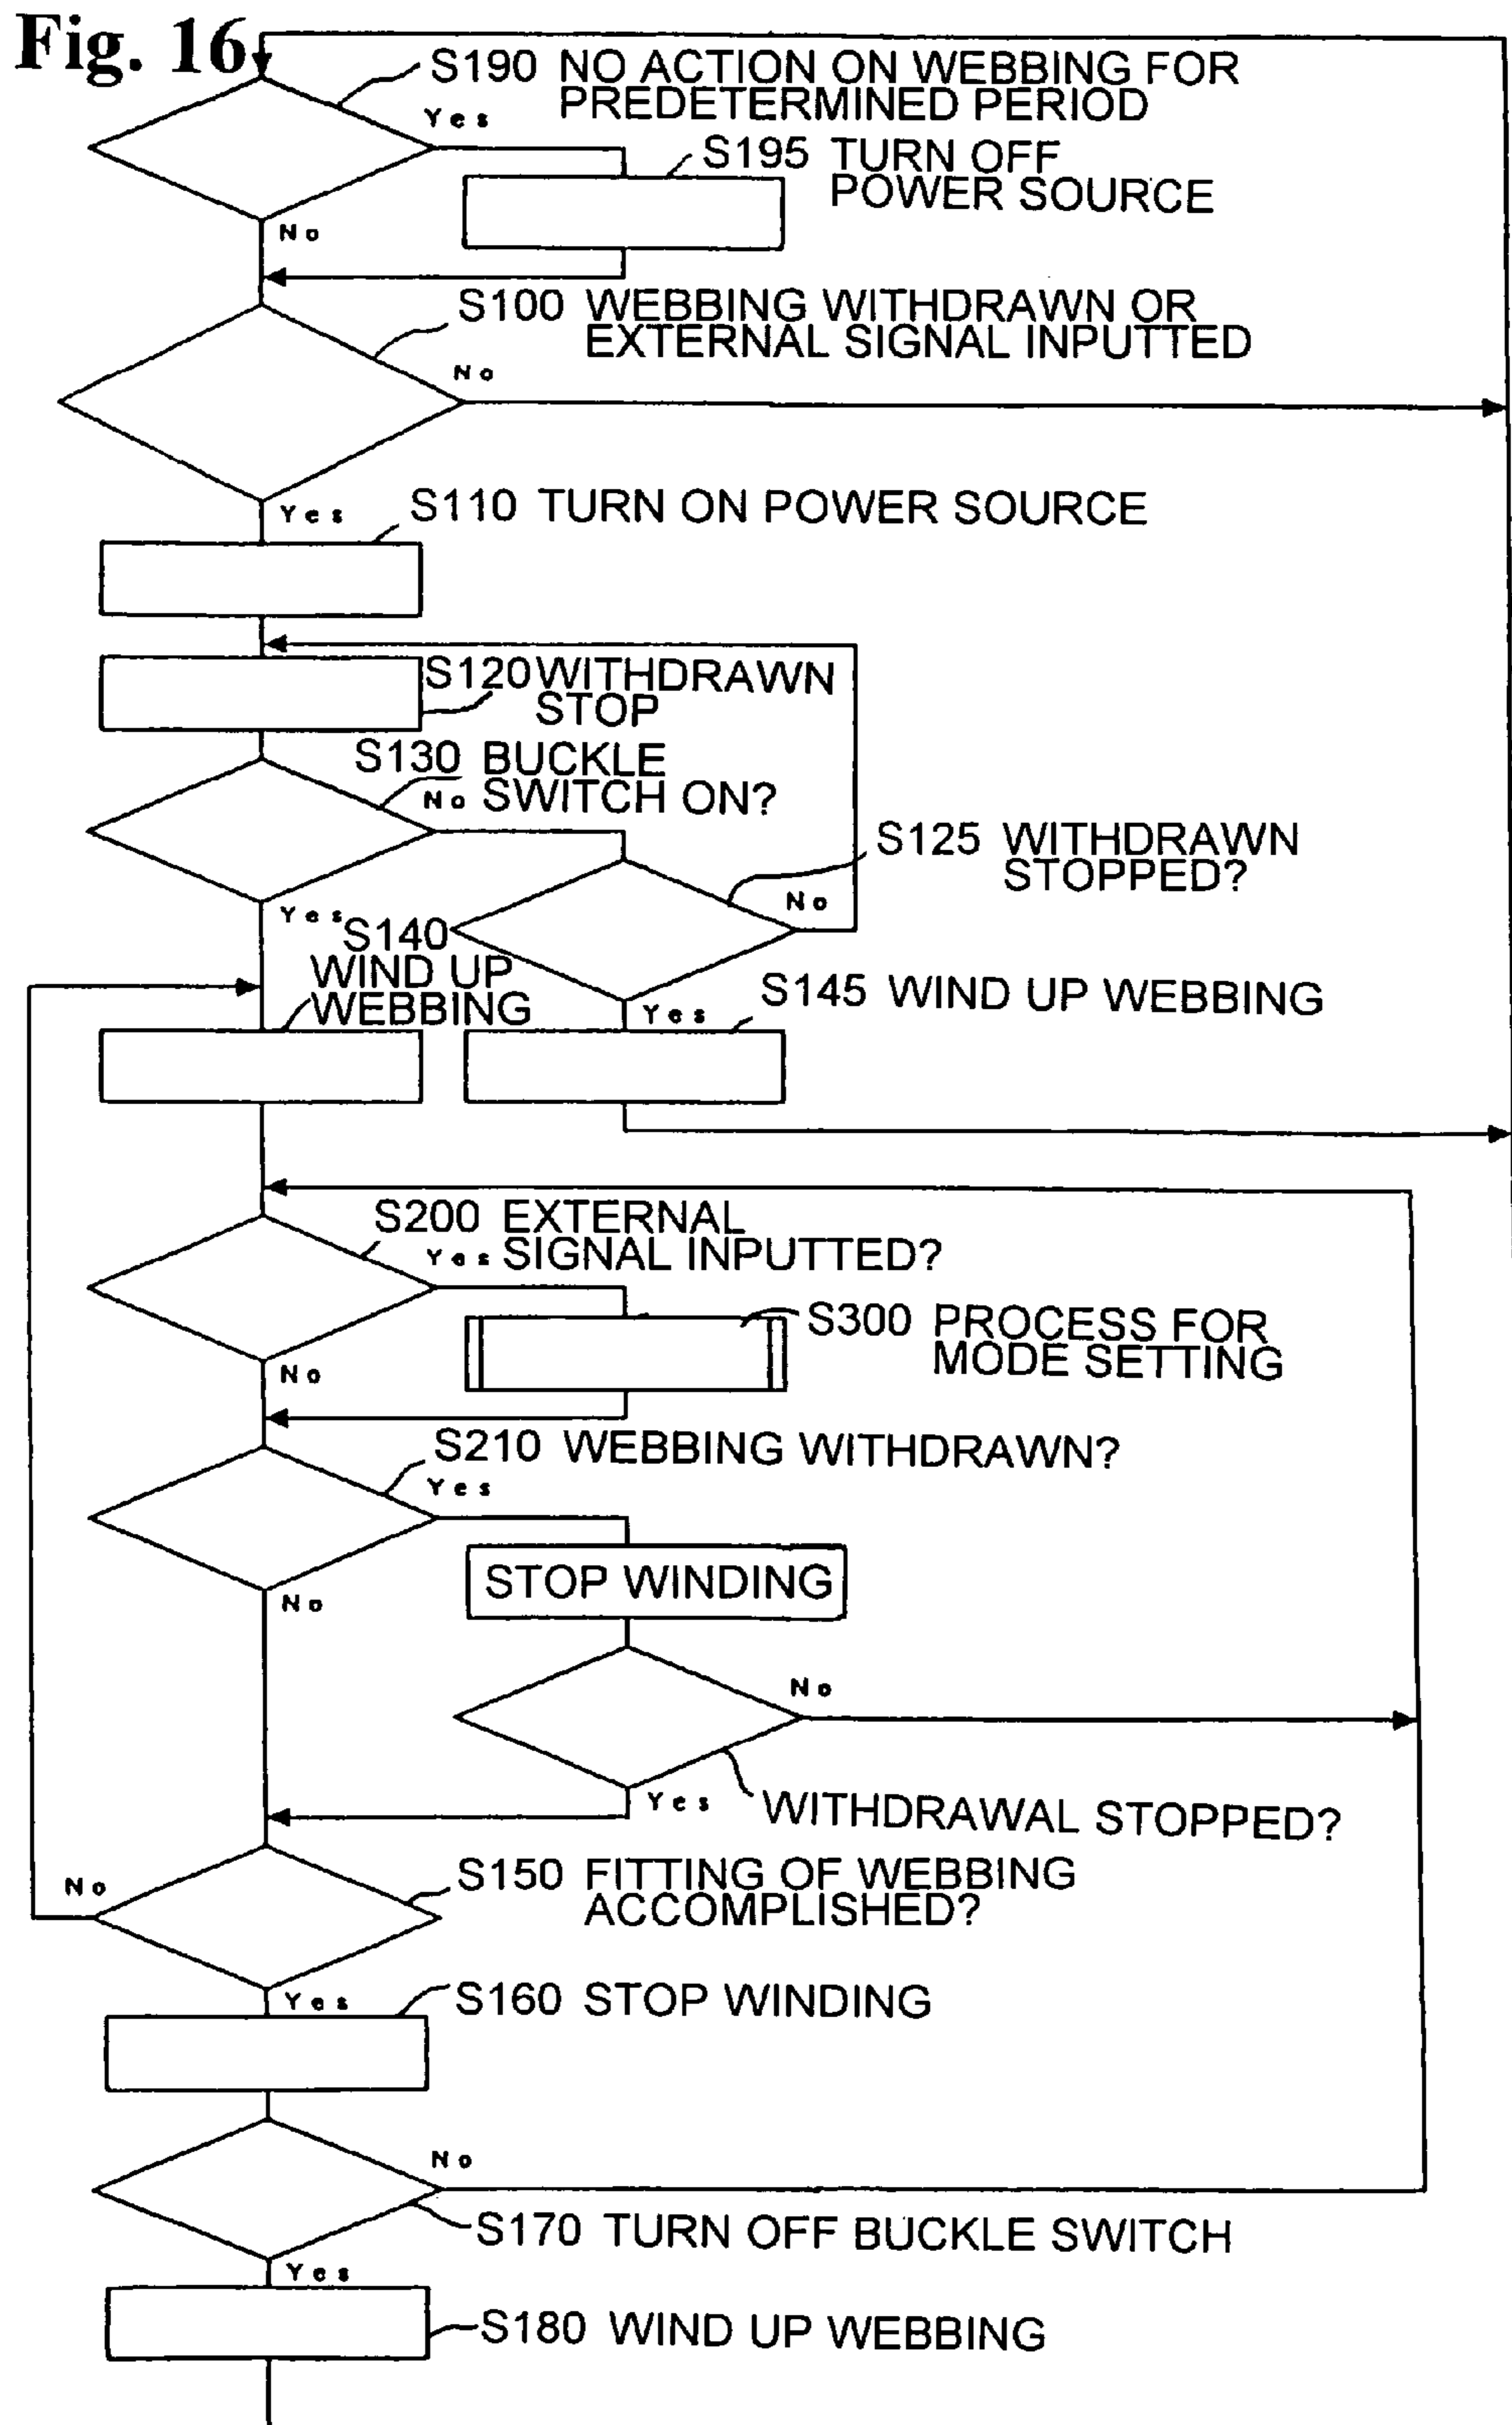 Fig. 16
S190 NO ACTION ON WEBBING FOR
PREDETERMINED PERIOD
Yes
S195 TURN OFF
POWER SOURCE
No
S100 WEBBING WITHDRAWN OR
EXTERNAL SIGNAL INPUTTED
No
Yes
S110 TURN ON POWER SOURCE
S120 WITHDRAWN
STOP
S130 BUCKLE
No SWITCH ON?
S125 WITHDRAWN
STOPPED?
No
Yes
S140
WIND UP
WEBBING
S145 WIND UP WEBBING
Yes
S200 EXTERNAL
Yes SIGNAL INPUTTED?
S300 PROCESS FOR
MODE SETTING
No
S210 WEBBING WITHDRAWN?
Yes
STOP WINDING
No
No
Yes
WITHDRAWAL STOPPED?
No
S150 FITTING OF WEBBING
ACCOMPLISHED?
Yes
S160 STOP WINDING
No
S170 TURN OFF BUCKLE SWITCH
Yes
S180 WIND UP WEBBING